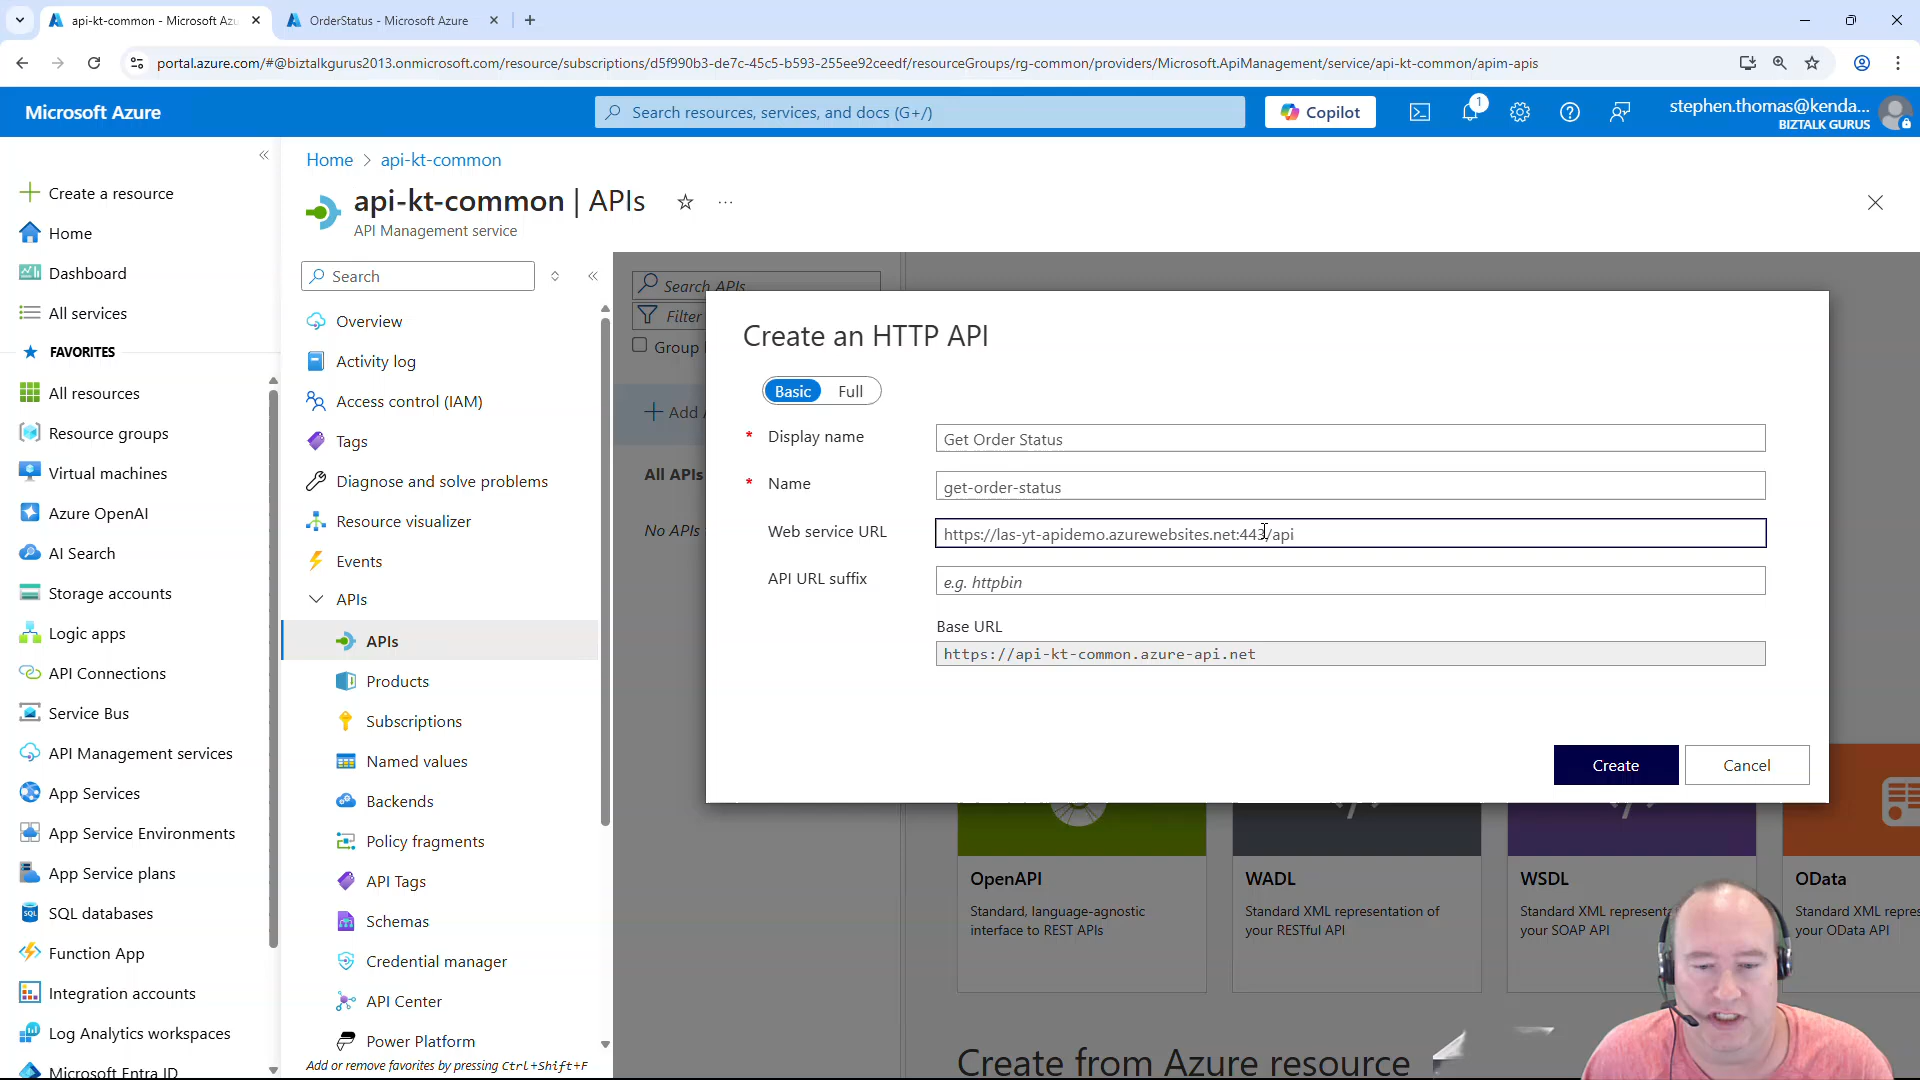 api-kt-common - Microsoft Az
OrderStatus - Microsoft Azure
portal.azure.com/#@biztalkgurus2013.onmicrosoft.com/resource/subscriptions/d5f990b3-de7c-45c5-b593-255ee92ceedf/resourceGroups/rg-common/providers/Microsoft.ApiManagement/service/api-kt-common/apim-apis
Microsoft Azure
Search resources, services, and docs (G+/)
Copilot
1
stephen.thomas@kenda...
BIZTALK GURUS
Create a resource
Home
Dashboard
All services
FAVORITES
All resources
Resource groups
Virtual machines
Azure OpenAI
AI Search
Storage accounts
Logic apps
API Connections
Service Bus
API Management services
App Services
App Service Environments
App Service plans
SQL databases
Function App
Integration accounts
Log Analytics workspaces
Microsoft Entra ID
Home > api-kt-common
api-kt-common | APIs
API Management service
Search
Overview
Activity log
Access control (IAM)
Tags
Diagnose and solve problems
Resource visualizer
Events
APIs
APIs
Products
Subscriptions
Named values
Backends
Policy fragments
API Tags
Schemas
Credential manager
API Center
Power Platform
Add or remove favorites by pressing Ctrl+Shift+F
Search APIs
Filter
Group
Add
All APIs
No APIs
Create an HTTP API
Basic Full
* Display name
Get Order Status
* Name
get-order-status
Web service URL
https://las-yt-apidemo.azurewebsites.net:443/api
API URL suffix
e.g. httpbin
Base URL
https://api-kt-common.azure-api.net
Create
Cancel
OpenAPI
Standard, language-agnostic
interface to REST APIs
WADL
Standard XML representation of
your RESTful API
WSDL
Standard XML represent
your SOAP API
OData
Standard XML repres
your OData API
Create from Azure resource